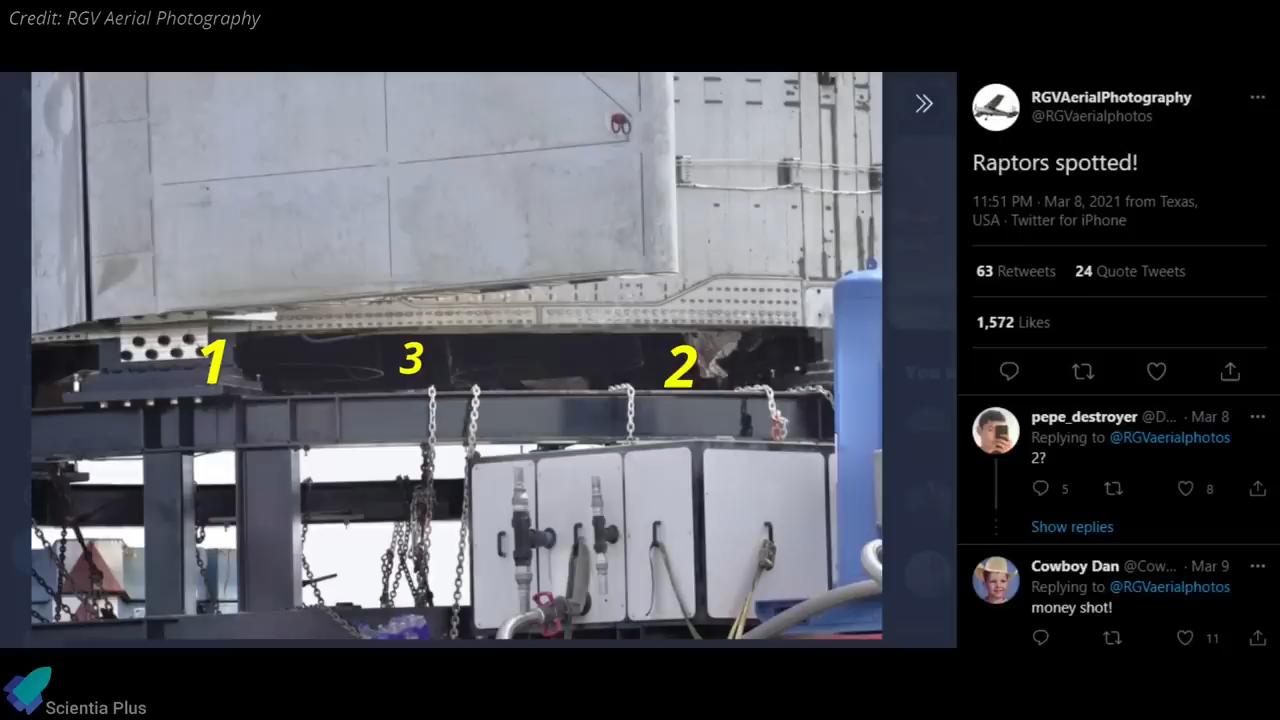 Credit: RGV Aerial Photography
1
3
2
RGVAerialPhotography
@RGVaerialphotos
Raptors spotted!
11:51 PM · Mar 8, 2021 from Texas,
USA · Twitter for iPhone
63 Retweets 24 Quote Tweets
1,572 Likes
pepe_destroyer @D... · Mar 8
Replying to @RGVaerialphotos
2?
5 8
Show replies
Cowboy Dan @Cow... · Mar 9
Replying to @RGVaerialphotos
money shot!
11
Scientia Plus